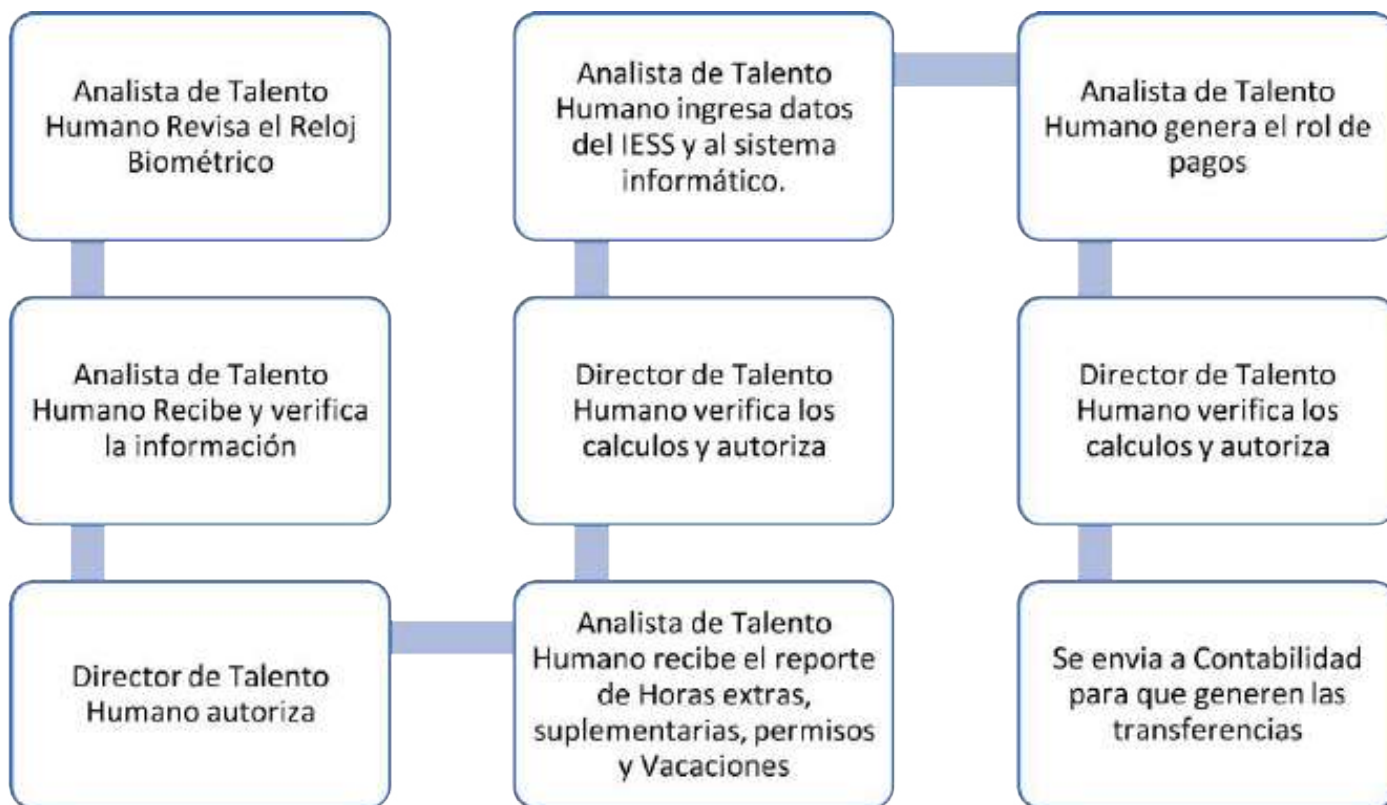 Analista de Talento
Humano Revisa el Reloj
Biométrico
Analista de Talento
Humano Recibe y verifica
la información
Director de Talento
Humano autoriza
Analista de Talento
Humano recibe el reporte
de Horas extras,
suplementarias, permisos
y Vacaciones
Director de Talento
Humano verifica los
calculos y autoriza
Analista de Talento
Humano ingresa datos
del IESS y al sistema
informático.
Analista de Talento
Humano genera el rol de
pagos
Director de Talento
Humano verifica los
calculos y autoriza
Se envia a Contabilidad
para que generen las
transferencias